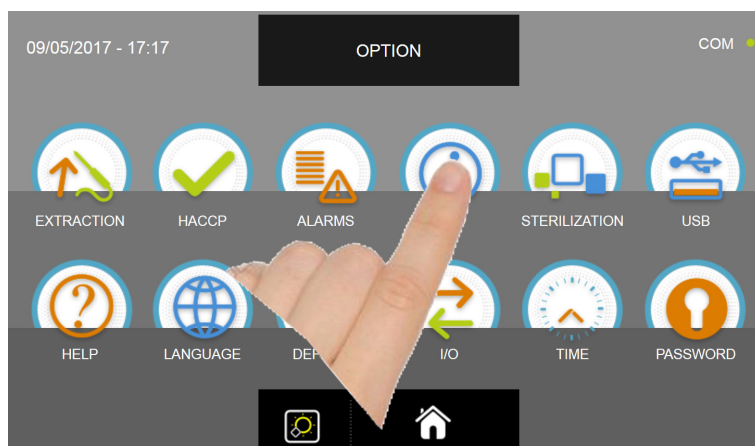 09/05/2017 - 17:17
OPTION
COM
EXTRACTION
HACCP
ALARMS
STERILIZATION
USB
HELP
LANGUAGE
I/O
TIME
PASSWORD